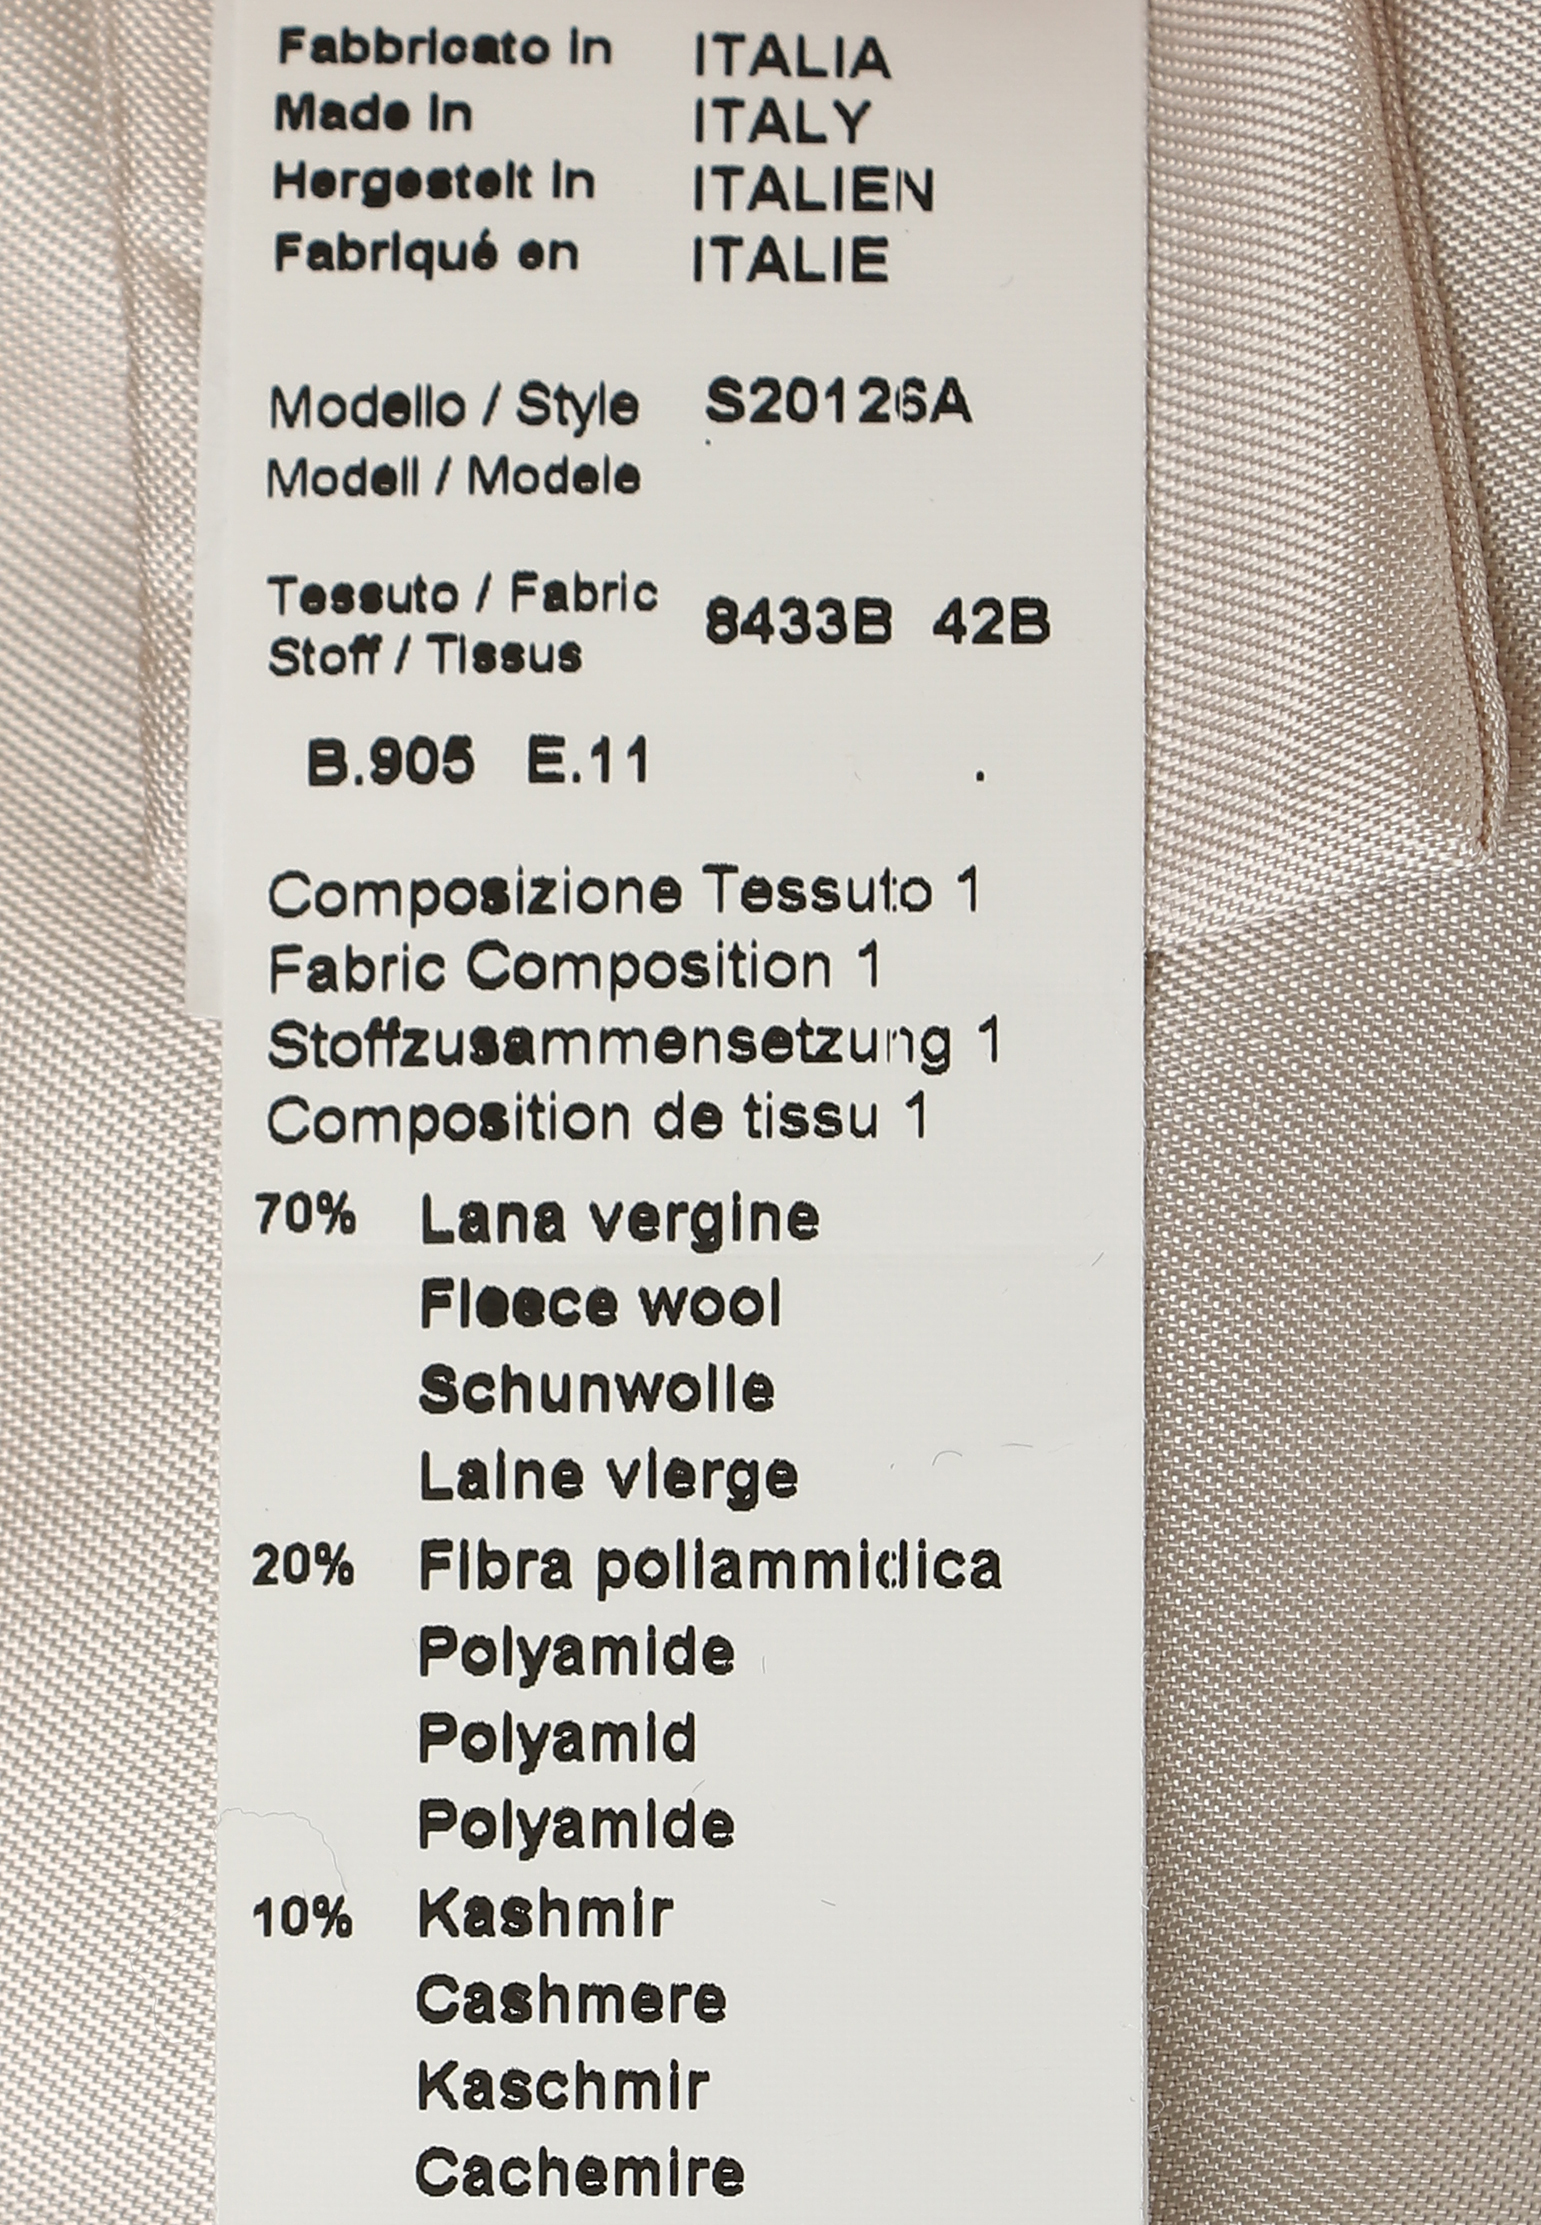 Fabbricato in ITALIA
Made in ITALY
Hergestelt in ITALIEN
Fabriqué en ITALIE
Modello / Style S20126A
Modell / Modele
Tessuto / Fabric 8433B 42B
Stoff / Tissus
B.905 E.11 .
Composizione Tessuto 1
Fabric Composition 1
Stoffzusammensetzung 1
Composition de tissu 1
70% Lana vergine
Fleece wool
Schunwolle
Laine vierge
20% Fibra poliammidica
Polyamide
Polyamid
Polyamide
10% Kashmir
Cashmere
Kaschmir
Cachemire